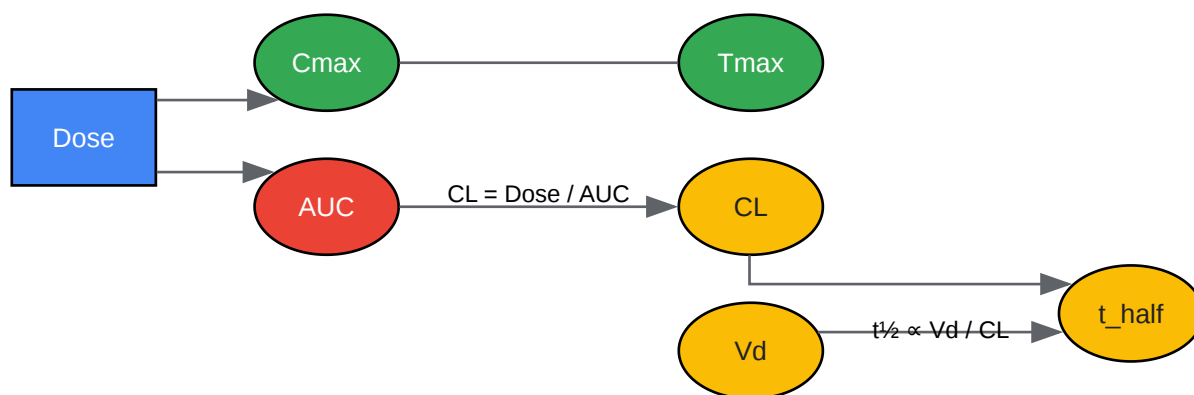 Cmax
Tmax
Dose
AUC
CL = Dose / AUC
CL
Vd
t½ ∝ Vd / CL
t_half